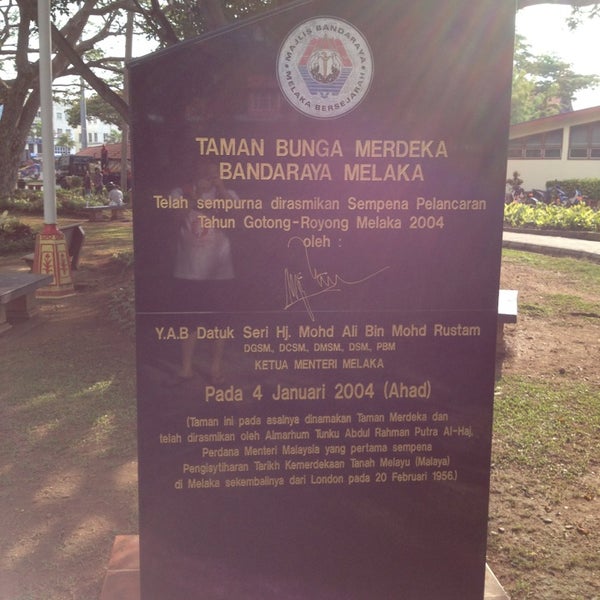 MAJLIS BANDARAYA
MELAKA BERSEJARAH
TAMAN BUNGA MERDEKA
BANDARAYA MELAKA
Telah sempurna dirasmikan Sempena Pelancaran
Tahun Gotong-Royong Melaka 2004
oleh :
Y.A.B Datuk Seri Hj. Mohd Ali Bin Mohd Rustam
DGSM, DCSM, DMSM, DSM, PBM
KETUA MENTERI MELAKA
Pada 4 Januari 2004 (Ahad)
(Taman ini pada asalnya dinamakan Taman Merdeka dan
telah dirasmikan oleh Almarhum Tunku Abdul Rahman Putra Al-Haj,
Perdana Menteri Malaysia yang pertama sempena
Pengisytiharan Tarikh Kemerdekaan Tanah Melayu (Malaya)
di Melaka sekembalinya dari London pada 20 Februari 1956.)